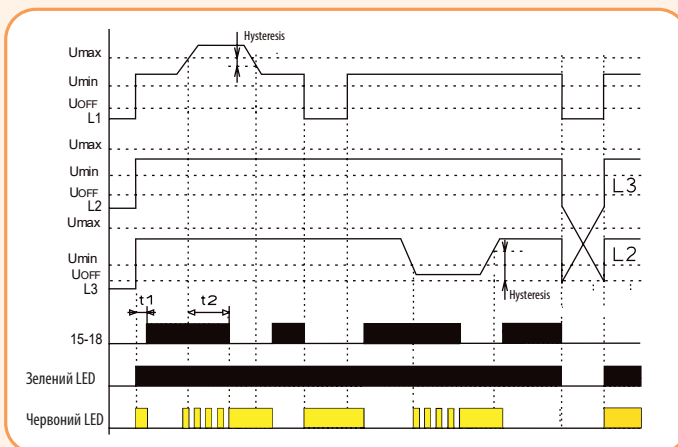 Hysteresis
Umax
Umin
UOFF
L1
Umax
Umin
UOFF
L2
L3
Umax
Umin
UOFF
L3
L2
Hysteresis
t1
t2
15-18
Зелений LED
Червоний LED